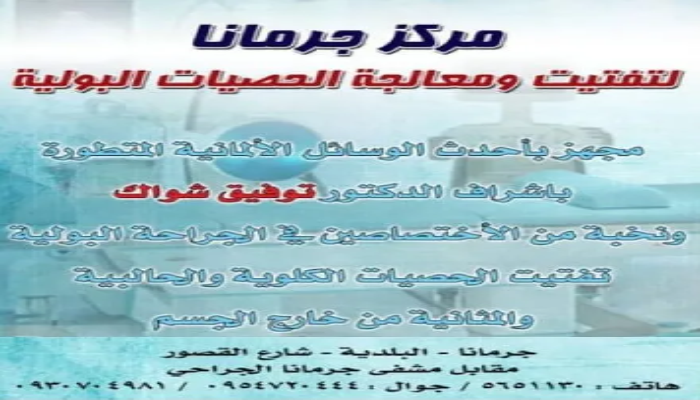 مركز جرمانا
لتفتيت ومعالجة الحصيات البولية
مجهز بأحدث الوسائل الألمانية المتطورة
باشراف الدكتور توفيق شواك
ونخبة من الأختصاصين في الجراحة البولية
تفتيت الحصيات الكلوية والحالبية
والمثانية من خارج الجسم
جرمانا - البلدية - شارع القصور
مقابل مشفى جرمانا الجراحي
هاتف : ٥٦٥١١٣٠ / جوال : ٠٩٥٤٧٢٠٤٤٤ / ٠٩٣٠٧٠٤٩٨١